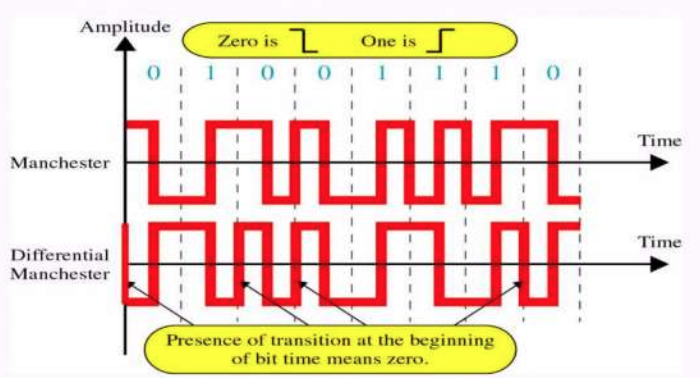 Amplitude
Zero is One is
0 1 0 0 1 1 1 0
Time
Manchester
Time
Differential
Manchester
Presence of transition at the beginning
of bit time means zero.